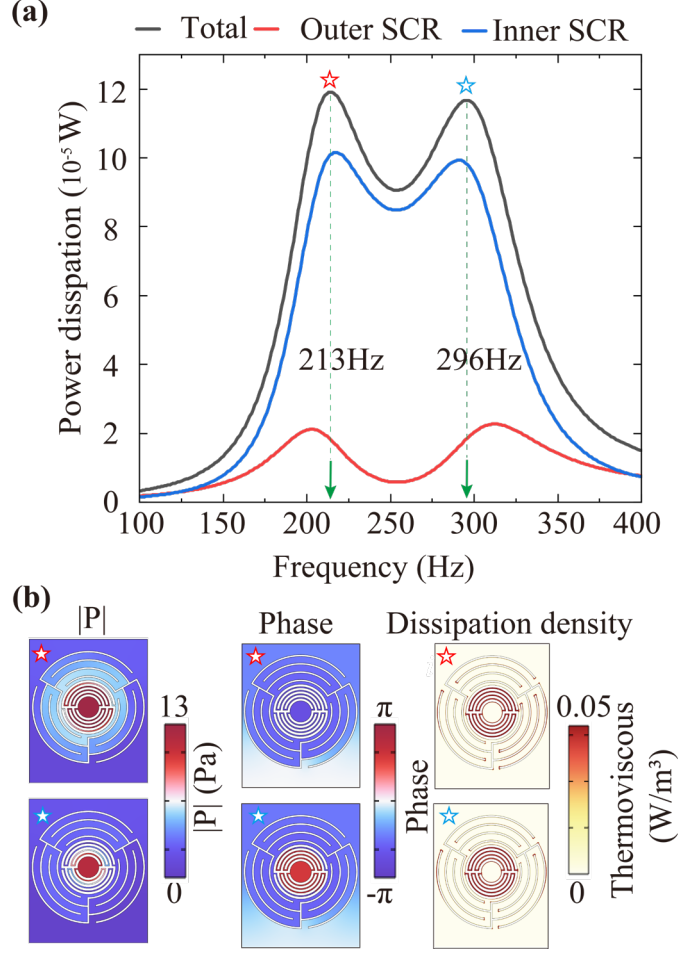 (a)
Total Outer SCR Inner SCR
Power disspation (10⁻⁵ W)
12
10
8
6
4
2
0
213Hz 296Hz
100 150 200 250 300 350 400
Frequency (Hz)
(b)
|P| Phase Dissipation density
13
|P| (Pa)
0
π
Phase
-π
0.05
Thermoviscous
(W/m³)
0